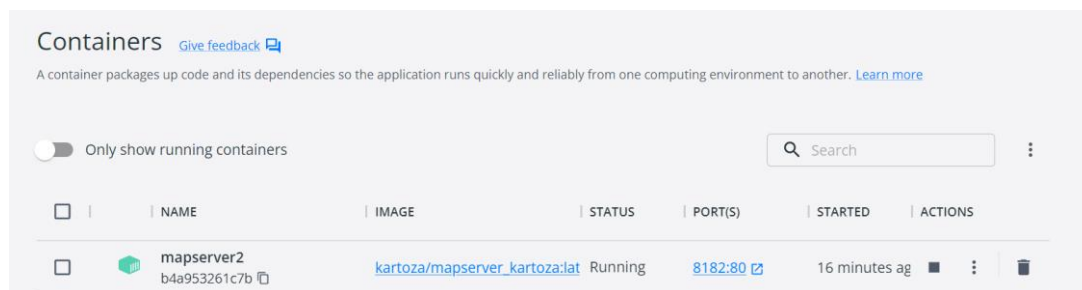 Containers Give feedback
A container packages up code and its dependencies so the application runs quickly and reliably from one computing environment to another. Learn more
Only show running containers
Search
NAME IMAGE STATUS PORT(S) STARTED ACTIONS
mapserver2 kartoza/mapserver_kartoza:lat Running 8182:80 16 minutes ag
b4a953261c7b